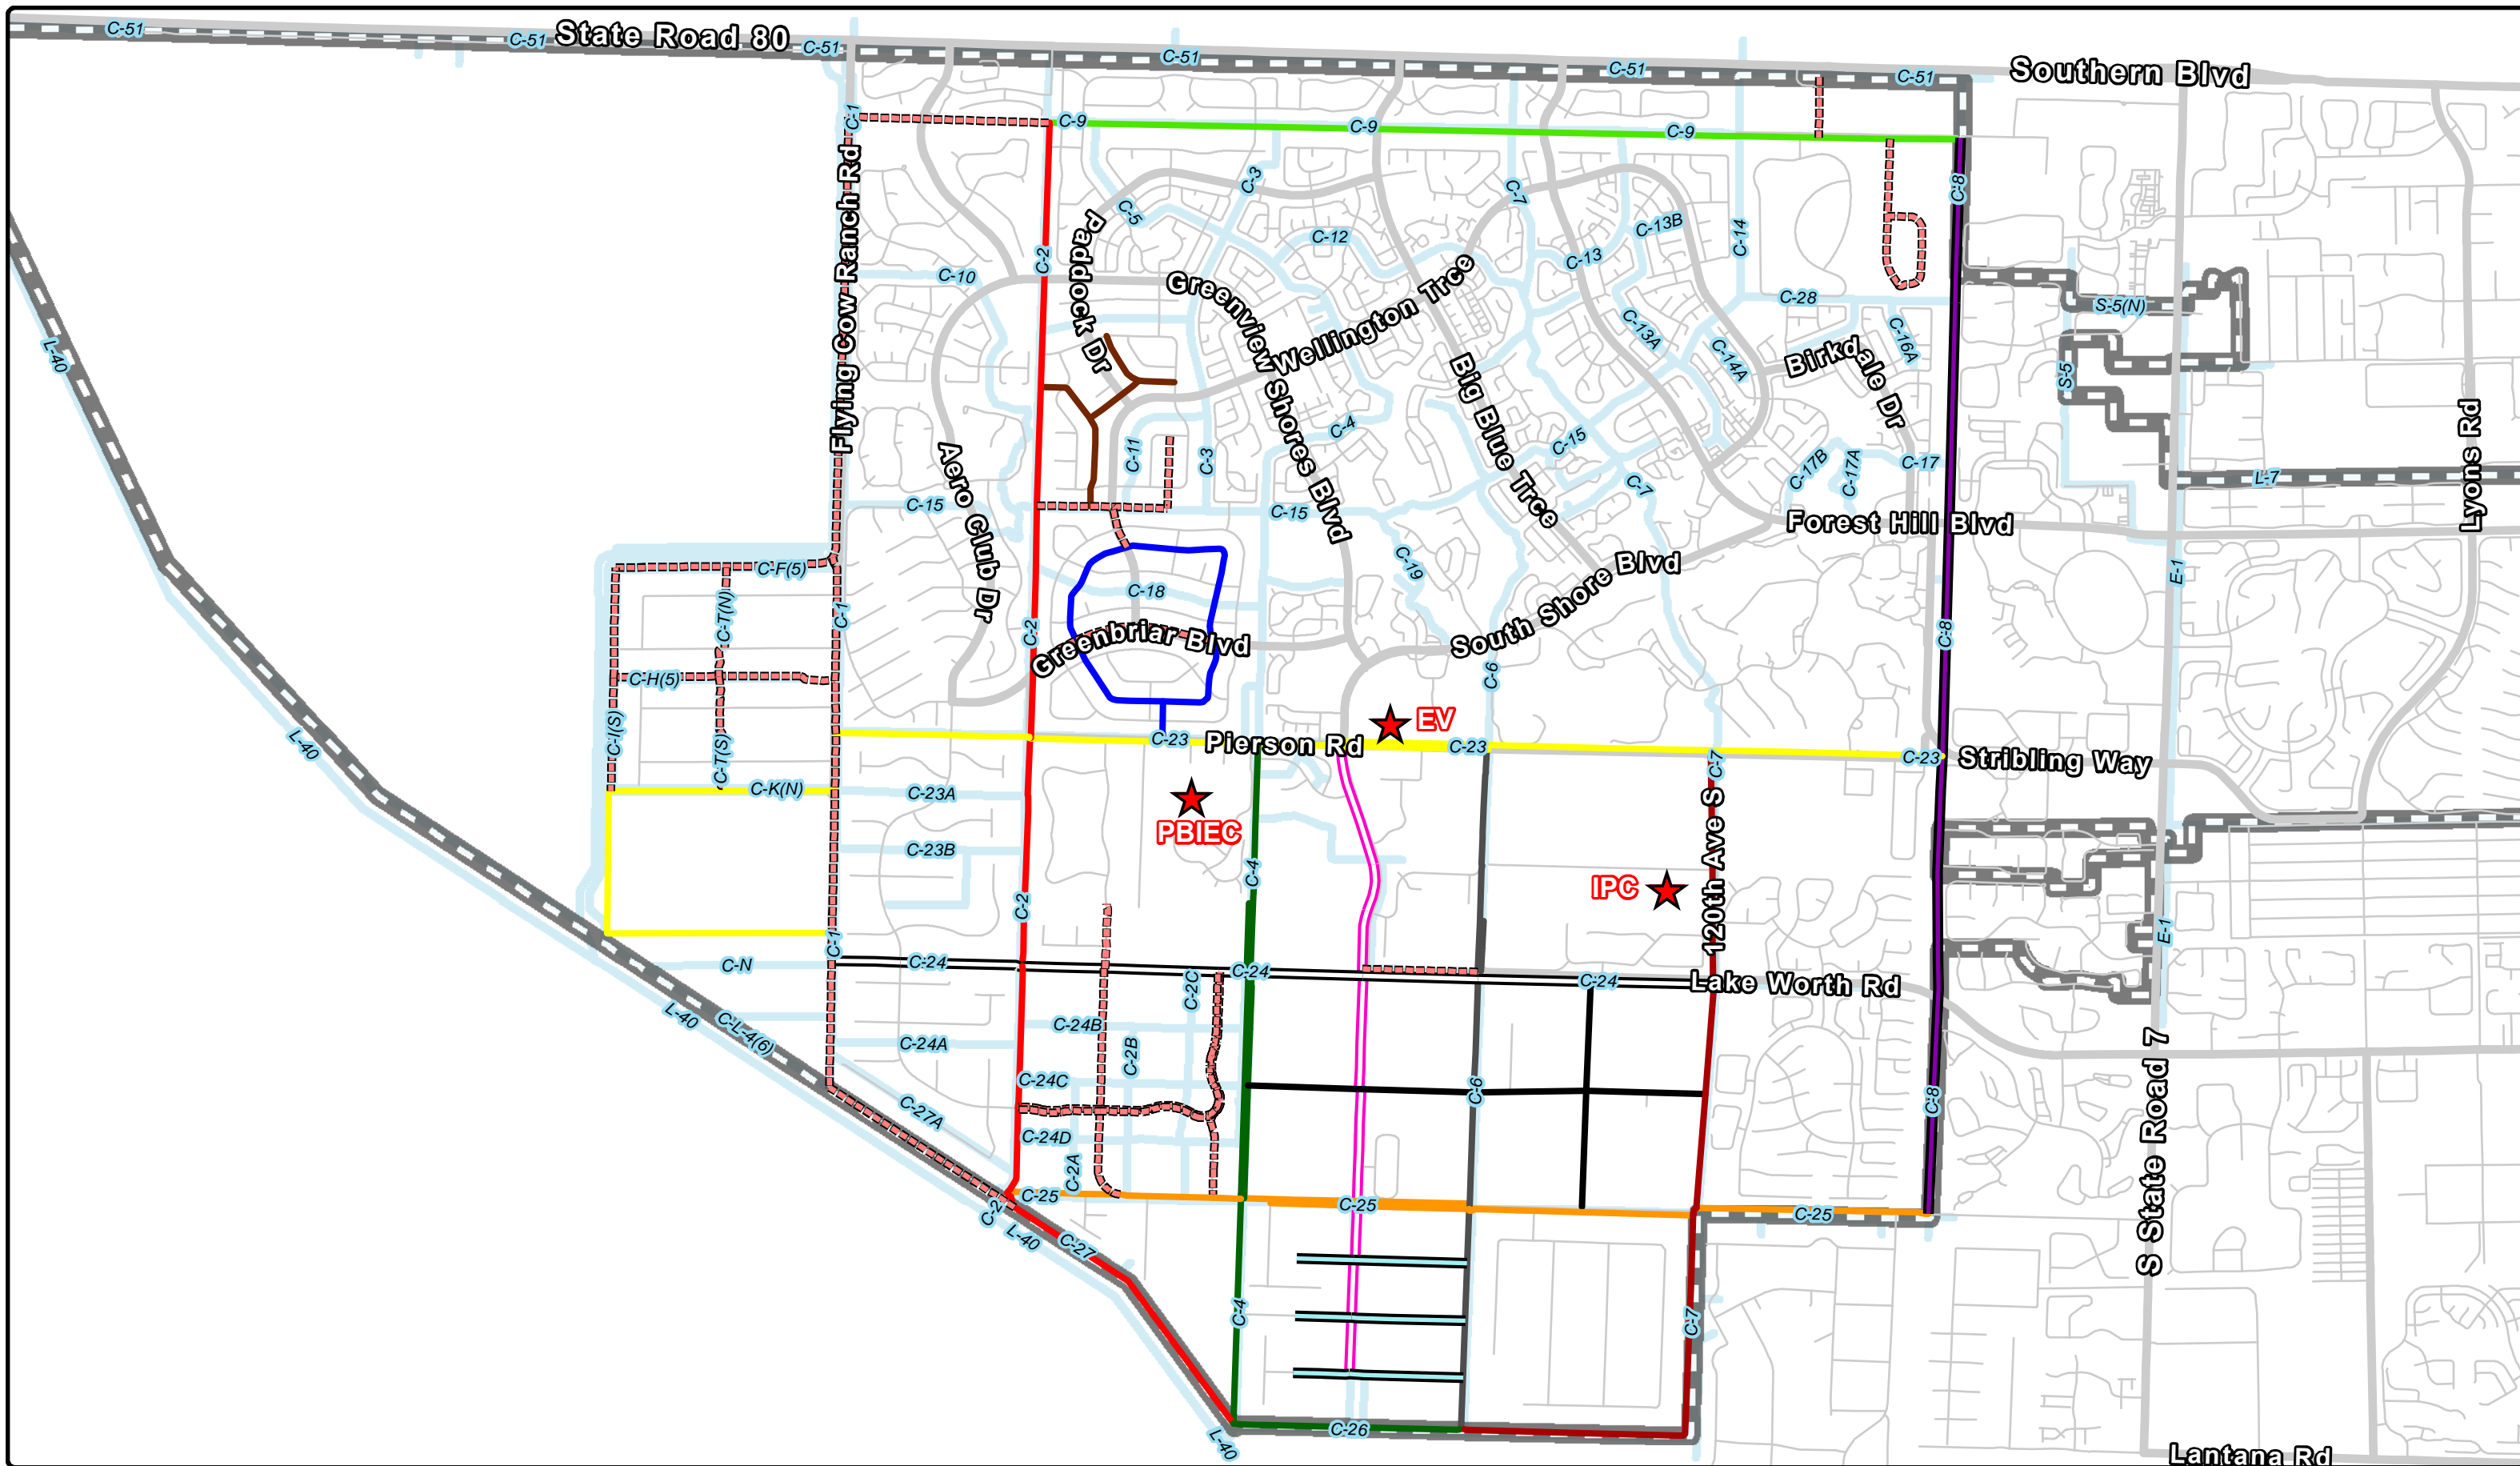 C-51
C-51
State Road 80
C-51
C-51
C-51
C-51
Southern Blvd
C-1
C-9
C-9
C-9
Flying Cow Ranch Rd
C-8
C-3
C-7
C-5
Paddock Dr
C-12
C-13B
C-14
C-13
C-2
C-10
Greenview Shores Blvd
Wellington Trce
C-28
S-5(N)
C-13A
C-16A
L-40
C-14A
Birkdale Dr
S-5
Big Blue Trce
Lyons Rd
C-4
C-15
C-11
C-3
C-17B
C-17A
C-17
L-7
Aero Club Dr
C-15
C-15
C-7
Forest Hill Blvd
C-F(5)
C-19
South Shore Blvd
E-1
C-18
C-T(N)
C-1
C-2
Greenbriar Blvd
C-8
C-H(5)
C-6
C-I(S)
L-40
EV
C-23
Pierson Rd
C-23
C-23
Stribling Way
C-T(S)
C-7
C-K(N)
C-23A
PBIEC
C-23B
C-4
120th Ave S
IPC
C-2
C-1
E-1
C-N
C-24
C-24
C-24
Lake Worth Rd
C-2C
L-40
C-L-4(6)
C-24B
C-24A
C-2B
C-24C
C-6
C-27A
C-8
S State Road 7
C-24D
C-2A
C-25
C-25
C-25
C-2
L-40
C-27
C-4
C-7
C-26
L-40
Lantana Rd